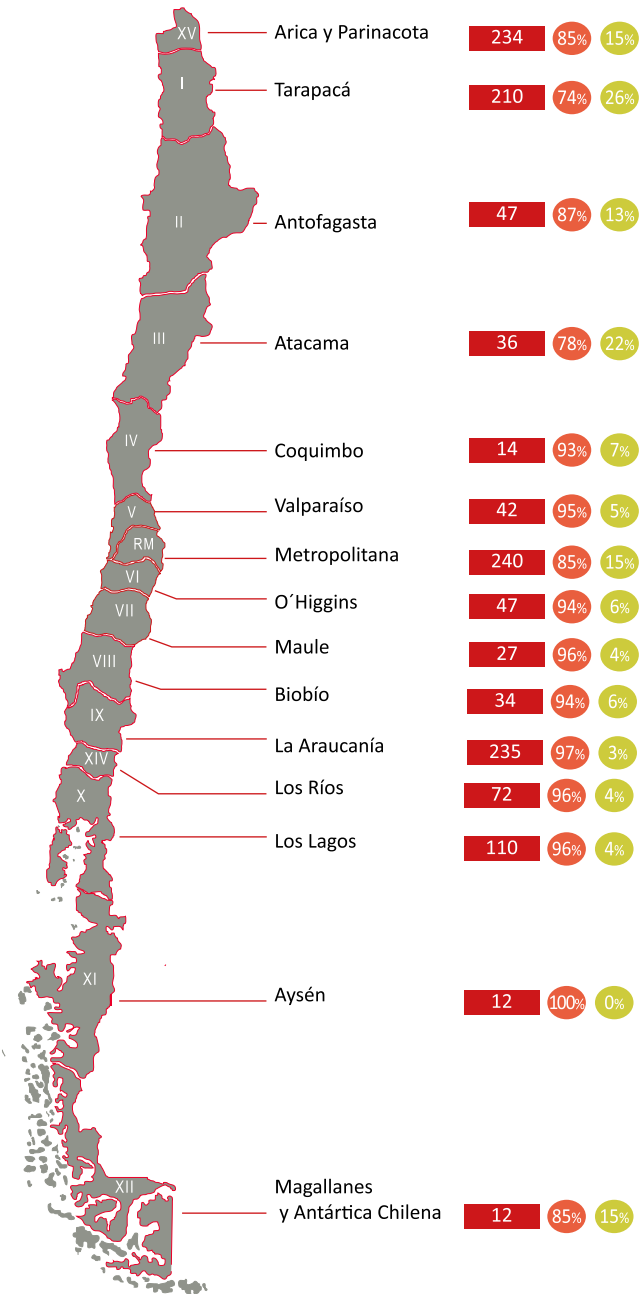 XV Arica y Parinacota 234 85% 15%
I Tarapacá 210 74% 26%
II Antofagasta 47 87% 13%
III Atacama 36 78% 22%
IV Coquimbo 14 93% 7%
V Valparaíso 42 95% 5%
RM Metropolitana 240 85% 15%
VI O´Higgins 47 94% 6%
VII Maule 27 96% 4%
VIII Biobío 34 94% 6%
IX La Araucanía 235 97% 3%
XIV Los Ríos 72 96% 4%
X Los Lagos 110 96% 4%
XI Aysén 12 100% 0%
XII Magallanes
y Antártica Chilena 12 85% 15%